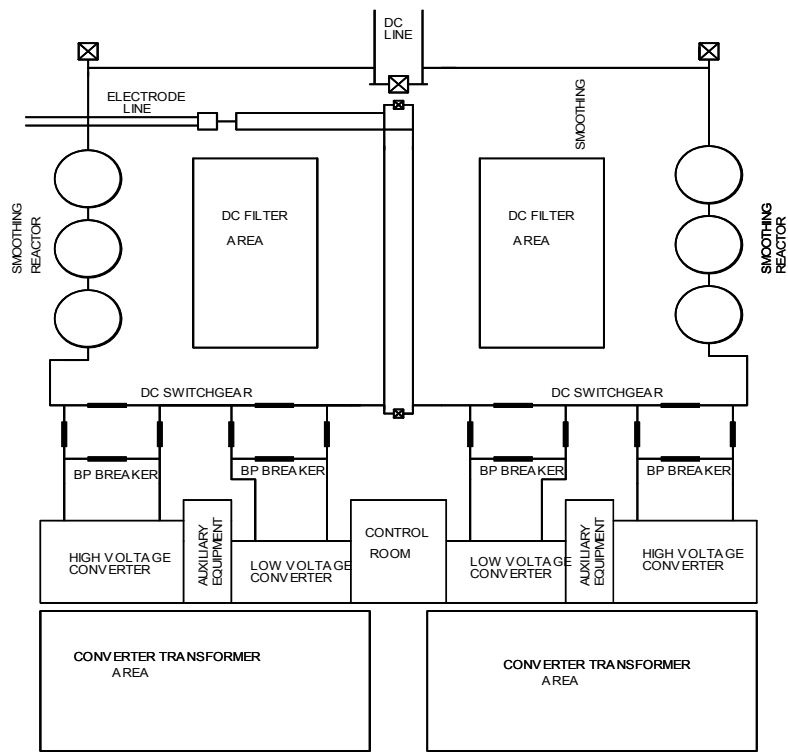 DC
LINE
ELECTRODE
LINE
SMOOTHING
SMOOTHING
REACTOR
DC FILTER
AREA
DC FILTER
AREA
SMOOTHING
REACTOR
DC SWITCHGEAR
DC SWITCHGEAR
BP BREAKER
BP BREAKER
BP BREAKER
BP BREAKER
HIGH VOLTAGE
CONVERTER
AUXILIARY
EQUIPMENT
LOW VOLTAGE
CONVERTER
CONTROL
ROOM
LOW VOLTAGE
CONVERTER
AUXILIARY
EQUIPMENT
HIGH VOLTAGE
CONVERTER
CONVERTER TRANSFORMER
AREA
CONVERTER TRANSFORMER
AREA